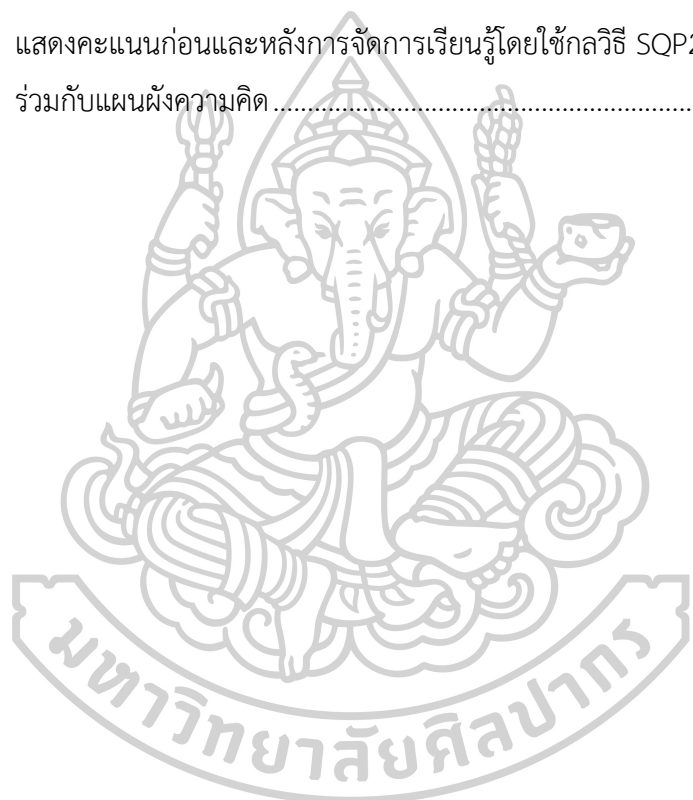 แสดงคะแนนก่อนและหลังการจัดการเรียนรู้โดยใช้กลวิธี SQP2
ร่วมกับแผนผังความคิด ..........................................................
มหาวิทยาลัยศิลปากร